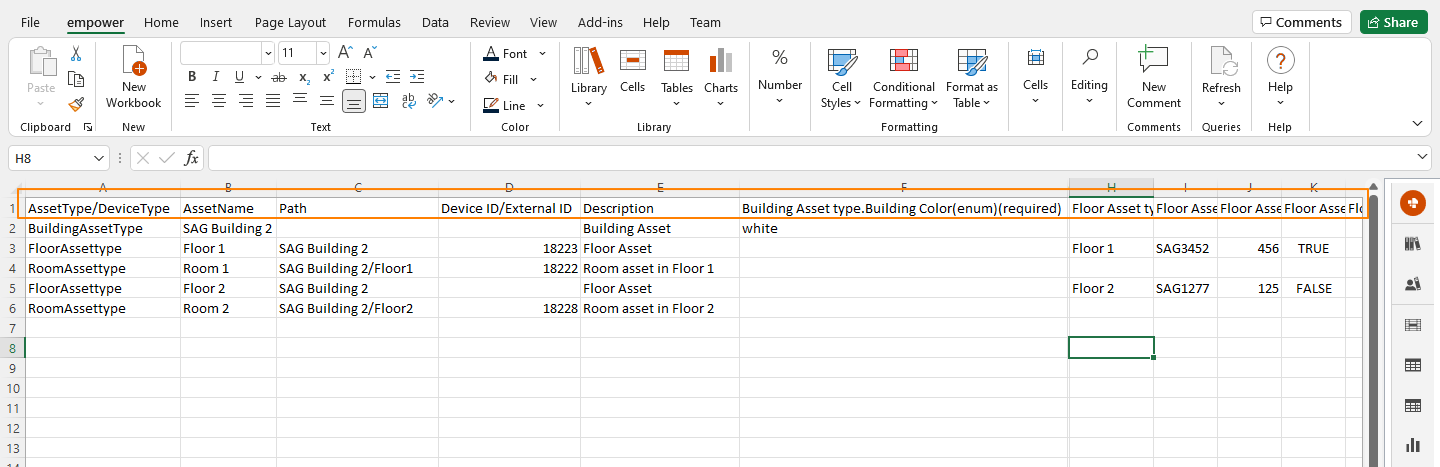 File empower Home Insert Page Layout Formulas Data Review View Add-ins Help Team Comments Share
11 A A Font % 
B I U ab x₂ x² Fill
Paste New Workbook ab Line Library Cells Tables Charts Number Cell Styles Conditional Formatting Format as Table Cells Editing New Comment Refresh Help
Clipboard New Text Color Library Formatting Comments Queries Help
H8 fx
A B C D E F H I J K
1 AssetType/DeviceType AssetName Path Device ID/External ID Description Building Asset type.Building Color(enum)(required) Floor Asset ty Floor Asse Floor Asse Floor Asse Flo
2 BuildingAssetType SAG Building 2 Building Asset white
3 FloorAssettype Floor 1 SAG Building 2 18223 Floor Asset Floor 1 SAG3452 456 TRUE
4 RoomAssettype Room 1 SAG Building 2/Floor1 18222 Room asset in Floor 1
5 FloorAssettype Floor 2 SAG Building 2 Floor Asset Floor 2 SAG1277 125 FALSE
6 RoomAssettype Room 2 SAG Building 2/Floor2 18228 Room asset in Floor 2
7
8
9
10
11
12
13